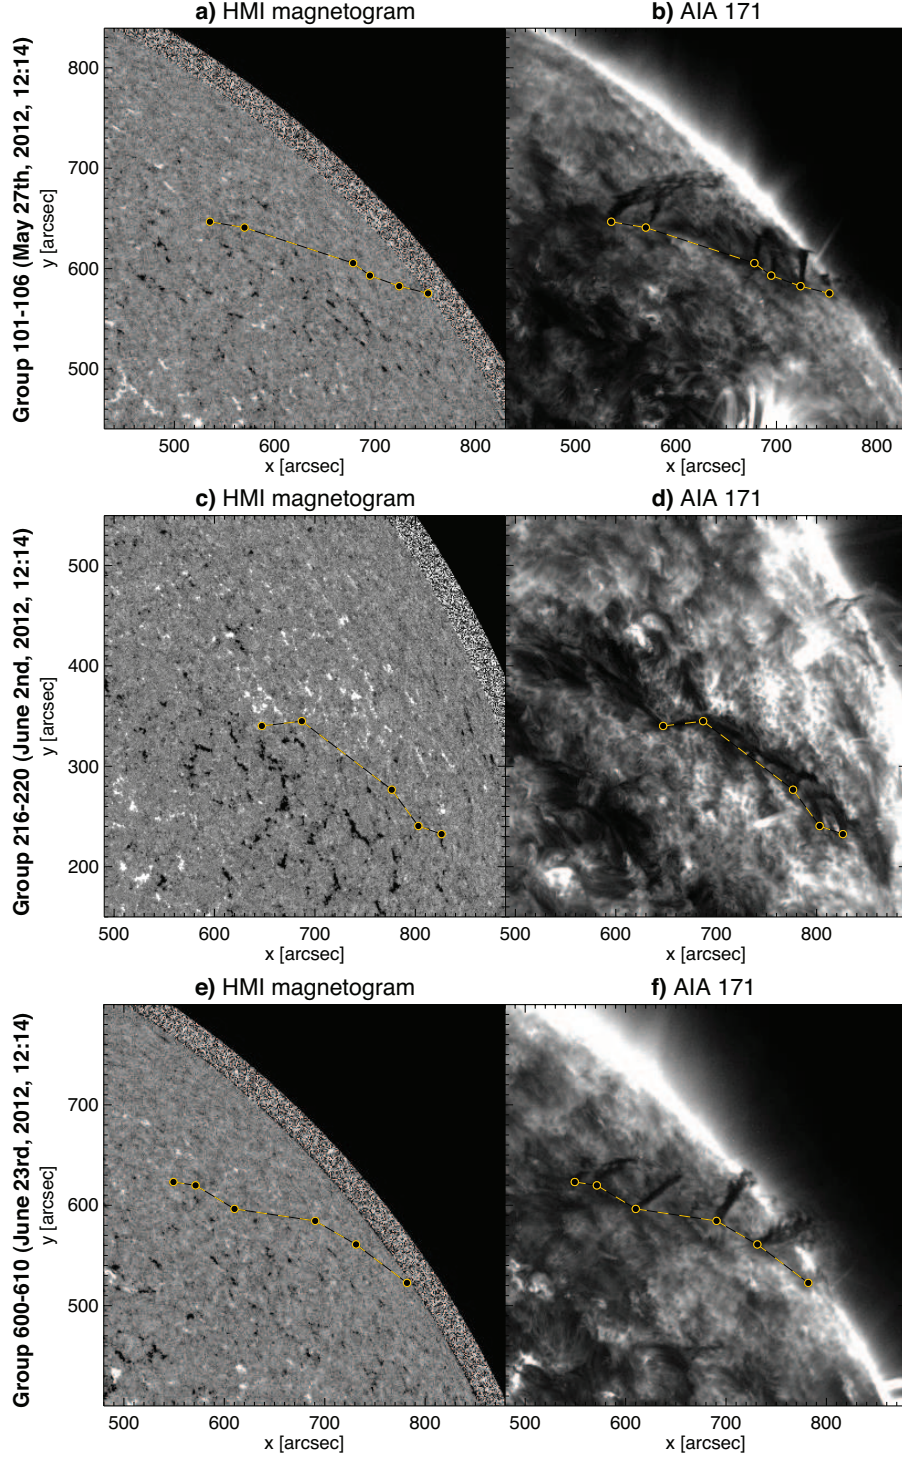 a) HMI magnetogram
b) AIA 171
Group 101-106 (May 27th, 2012, 12:14)
y [arcsec]
800
700
600
500
500 600 700 800
500 600 700 800
x [arcsec]
x [arcsec]
c) HMI magnetogram
d) AIA 171
Group 216-220 (June 2nd, 2012, 12:14)
y [arcsec]
500
400
300
200
500 600 700 800
500 600 700 800
x [arcsec]
x [arcsec]
e) HMI magnetogram
f) AIA 171
Group 600-610 (June 23rd, 2012, 12:14)
y [arcsec]
700
600
500
500 600 700 800
500 600 700 800
x [arcsec]
x [arcsec]